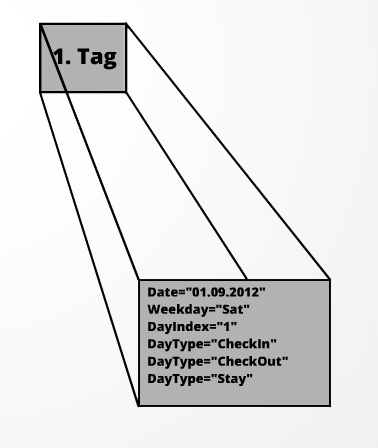 1. Tag
Date="01.09.2012"
Weekday="Sat"
DayIndex="1"
DayType="CheckIn"
DayType="CheckOut"
DayType="Stay"